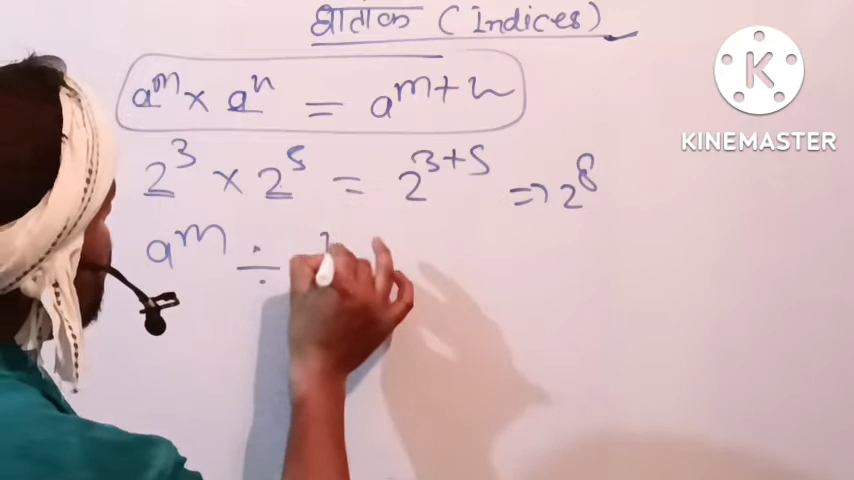 घातांक (Indices)
aᵐ × aⁿ = aᵐ⁺ⁿ
2³ × 2⁵ = 2³⁺⁵ ⇒ 2⁸
aᵐ ÷
K
KINEMASTER